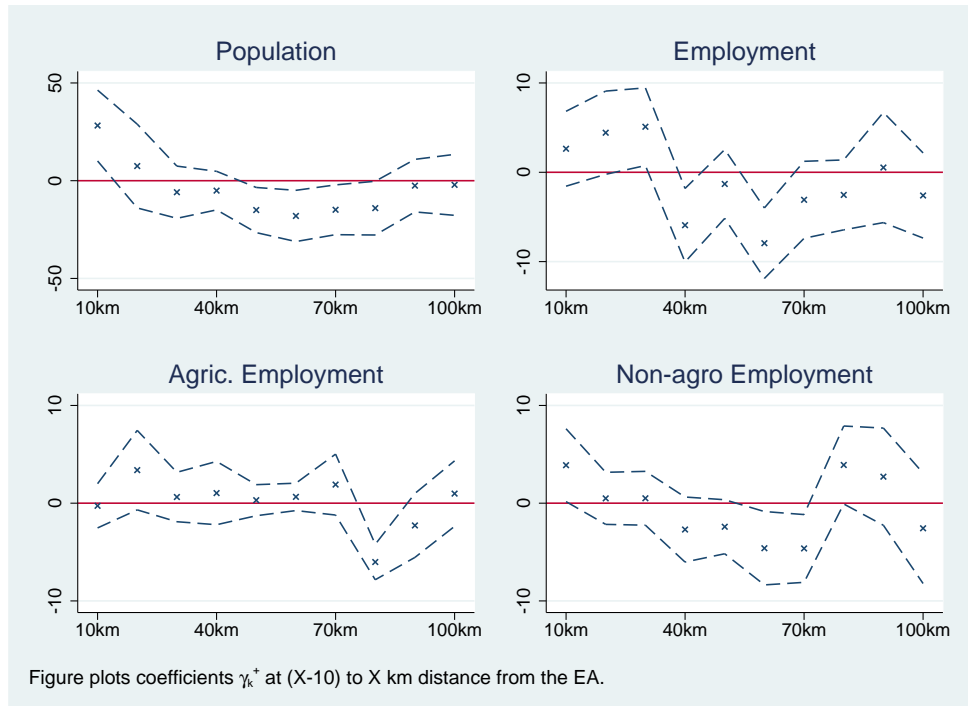 Population
50
0
-50
10km 40km 70km 100km
Employment
10
0
-10
10km 40km 70km 100km
Agric. Employment
10
0
-10
10km 40km 70km 100km
Non-agro Employment
10
0
-10
10km 40km 70km 100km
Figure plots coefficients γₖ⁺ at (X-10) to X km distance from the EA.